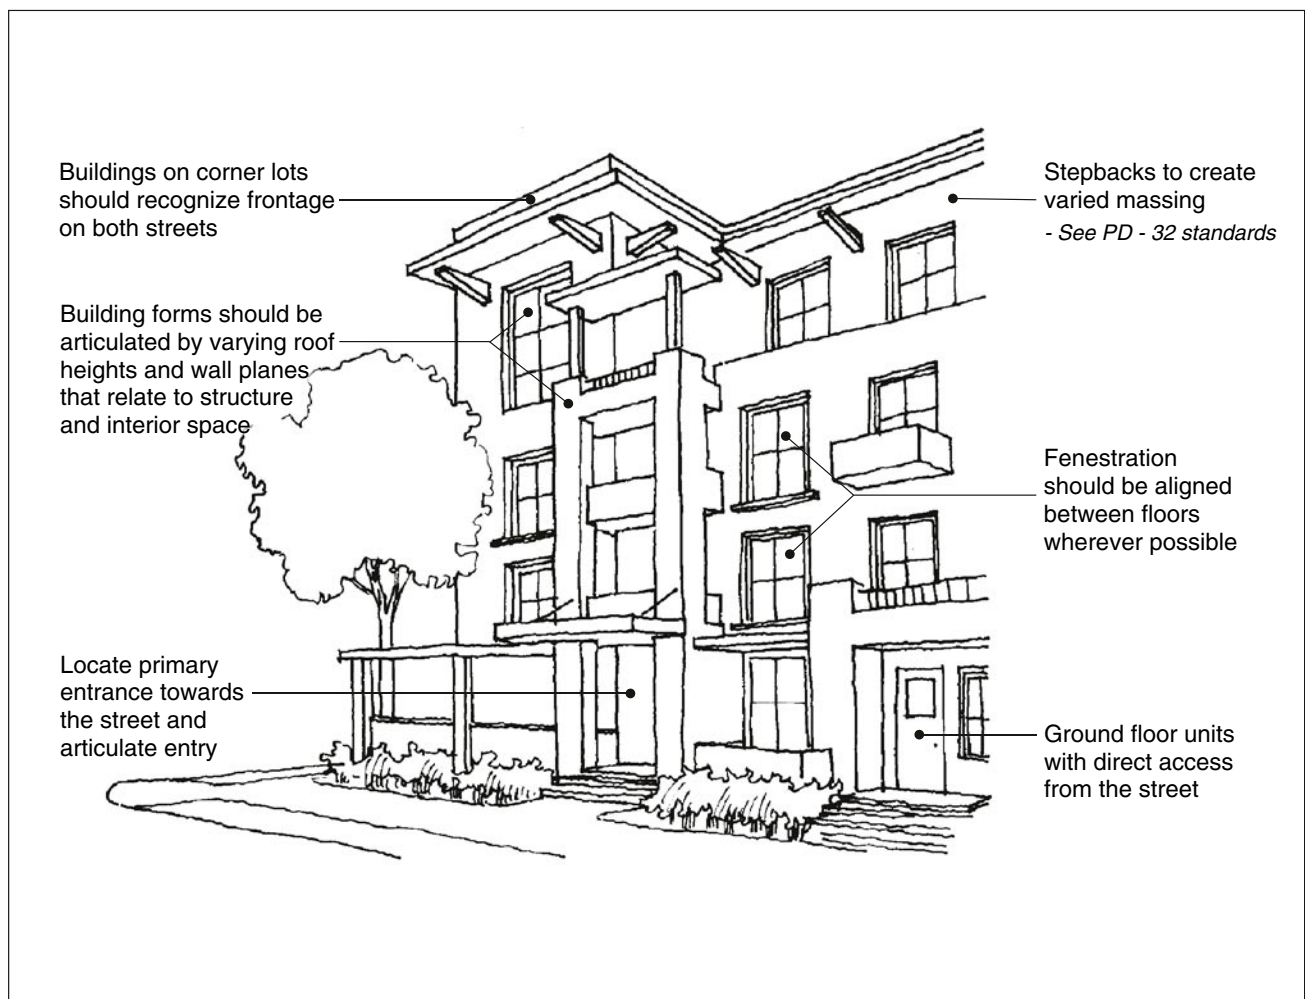 Buildings on corner lots
should recognize frontage
on both streets
Building forms should be
articulated by varying roof
heights and wall planes
that relate to structure
and interior space
Locate primary
entrance towards
the street and
articulate entry
Stepbacks to create
varied massing
- See PD - 32 standards
Fenestration
should be aligned
between floors
wherever possible
Ground floor units
with direct access
from the street